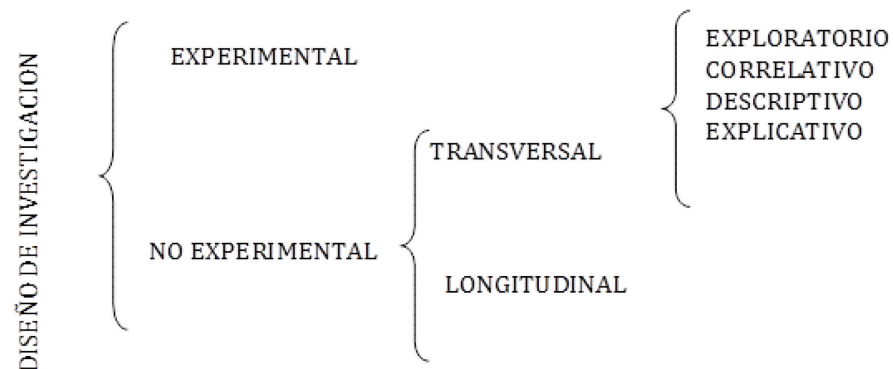 DISEÑO DE INVESTIGACION
EXPERIMENTAL
NO EXPERIMENTAL
TRANSVERSAL
LONGITUDINAL
EXPLORATORIO
CORRELATIVO
DESCRIPTIVO
EXPLICATIVO